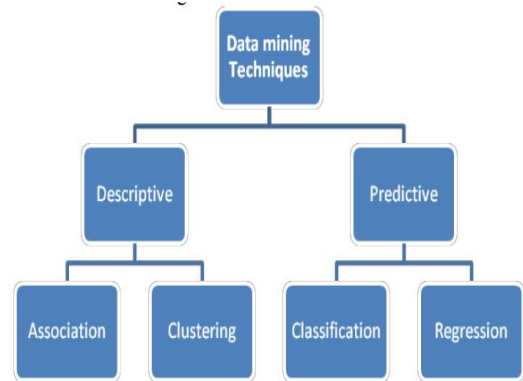 Data mining
Techniques
Descriptive
Predictive
Association
Clustering
Classification
Regression